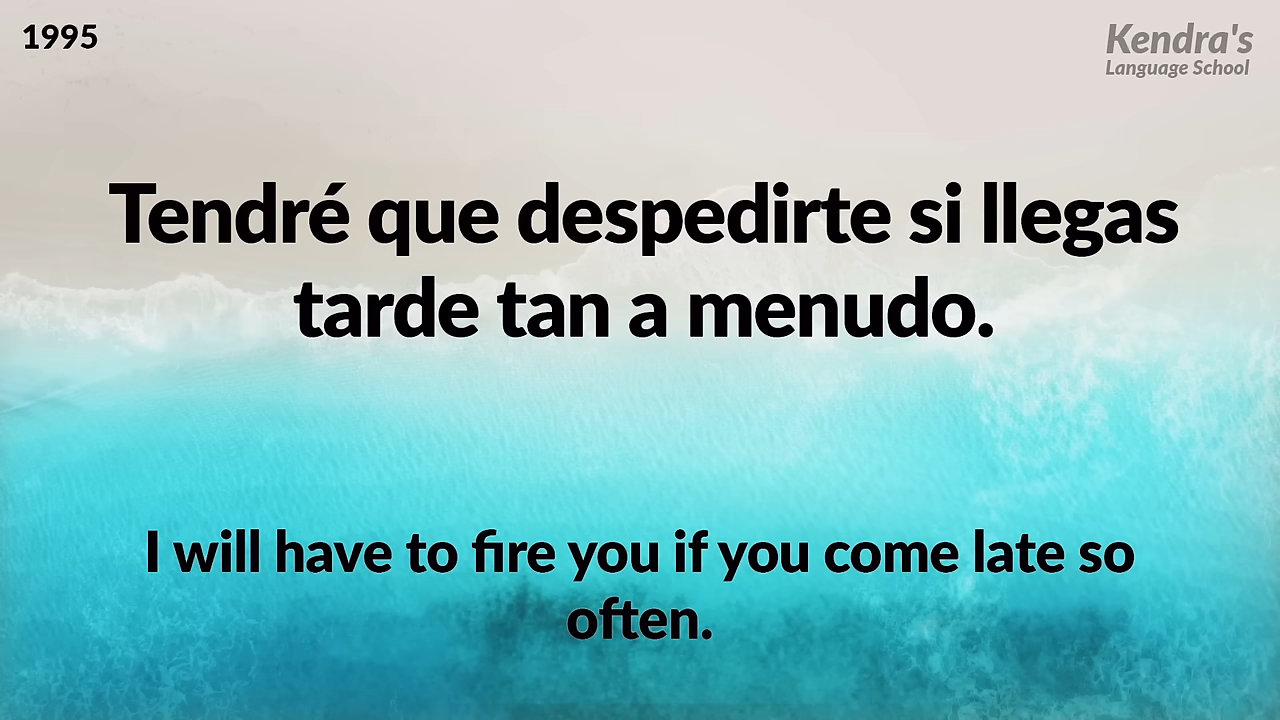 1995
Kendra's
Language School
Tendré que despedirte si llegas
tarde tan a menudo.
I will have to fire you if you come late so
often.